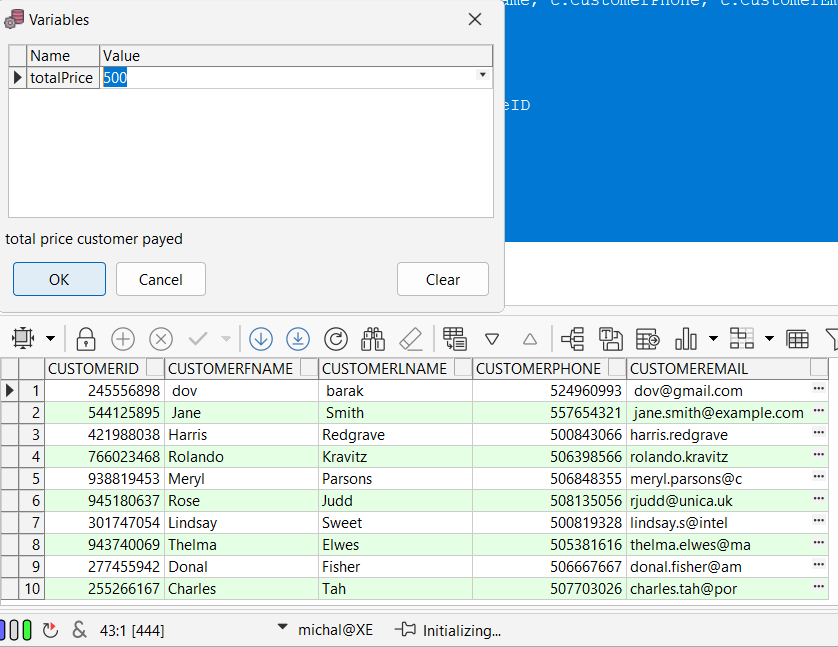 Variables
Name Value
totalPrice 500
total price customer payed
OK Cancel Clear
ame, c.CustomerPhone, c.CustomerEm
eID
CUSTOMERID CUSTOMERFNAME CUSTOMERLNAME CUSTOMERPHONE CUSTOMEREMAIL
1 245556898 dov barak 524960993 dov@gmail.com ...
2 544125895 Jane Smith 557654321 jane.smith@example.com ...
3 421988038 Harris Redgrave 500843066 harris.redgrave ...
4 766023468 Rolando Kravitz 506398566 rolando.kravitz ...
5 938819453 Meryl Parsons 506848355 meryl.parsons@c ...
6 945180637 Rose Judd 508135056 rjudd@unica.uk ...
7 301747054 Lindsay Sweet 500819328 lindsay.s@intel ...
8 943740069 Thelma Elwes 505381616 thelma.elwes@ma ...
9 277455942 Donal Fisher 506667667 donal.fisher@am ...
10 255266167 Charles Tah 507703026 charles.tah@por ...
& 43:1 [444] michal@XE Initializing...